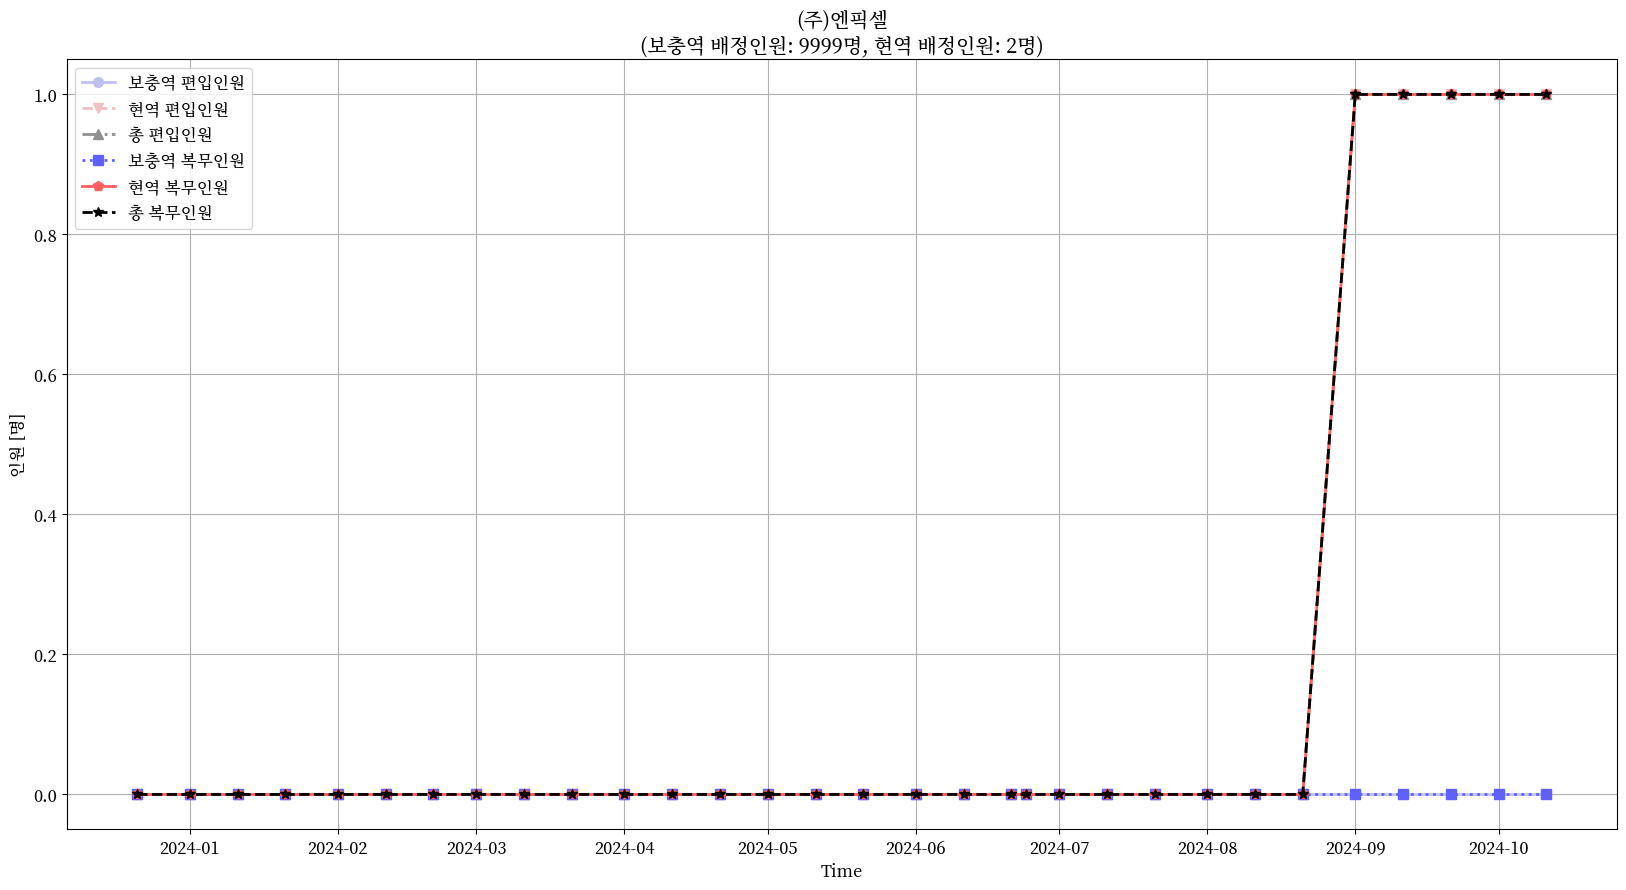 (주)엔픽셀
(보충역 배정인원: 9999명, 현역 배정인원: 2명)
보충역 편입인원
현역 편입인원
총 편입인원
보충역 복무인원
현역 복무인원
총 복무인원
1.0
0.8
0.6
0.4
0.2
0.0
인원 [명]
2024-01
2024-02
2024-03
2024-04
2024-05
2024-06
2024-07
2024-08
2024-09
2024-10
Time